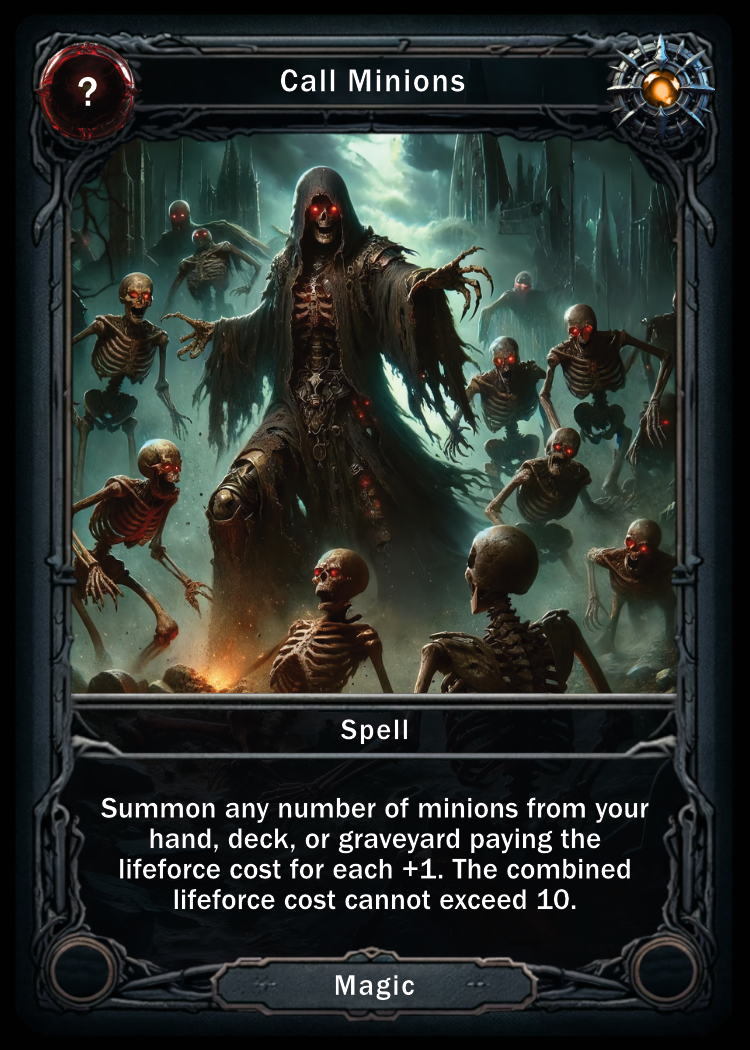 ?
Call Minions
Spell
Summon any number of minions from your
hand, deck, or graveyard paying the
lifeforce cost for each +1. The combined
lifeforce cost cannot exceed 10.
Magic